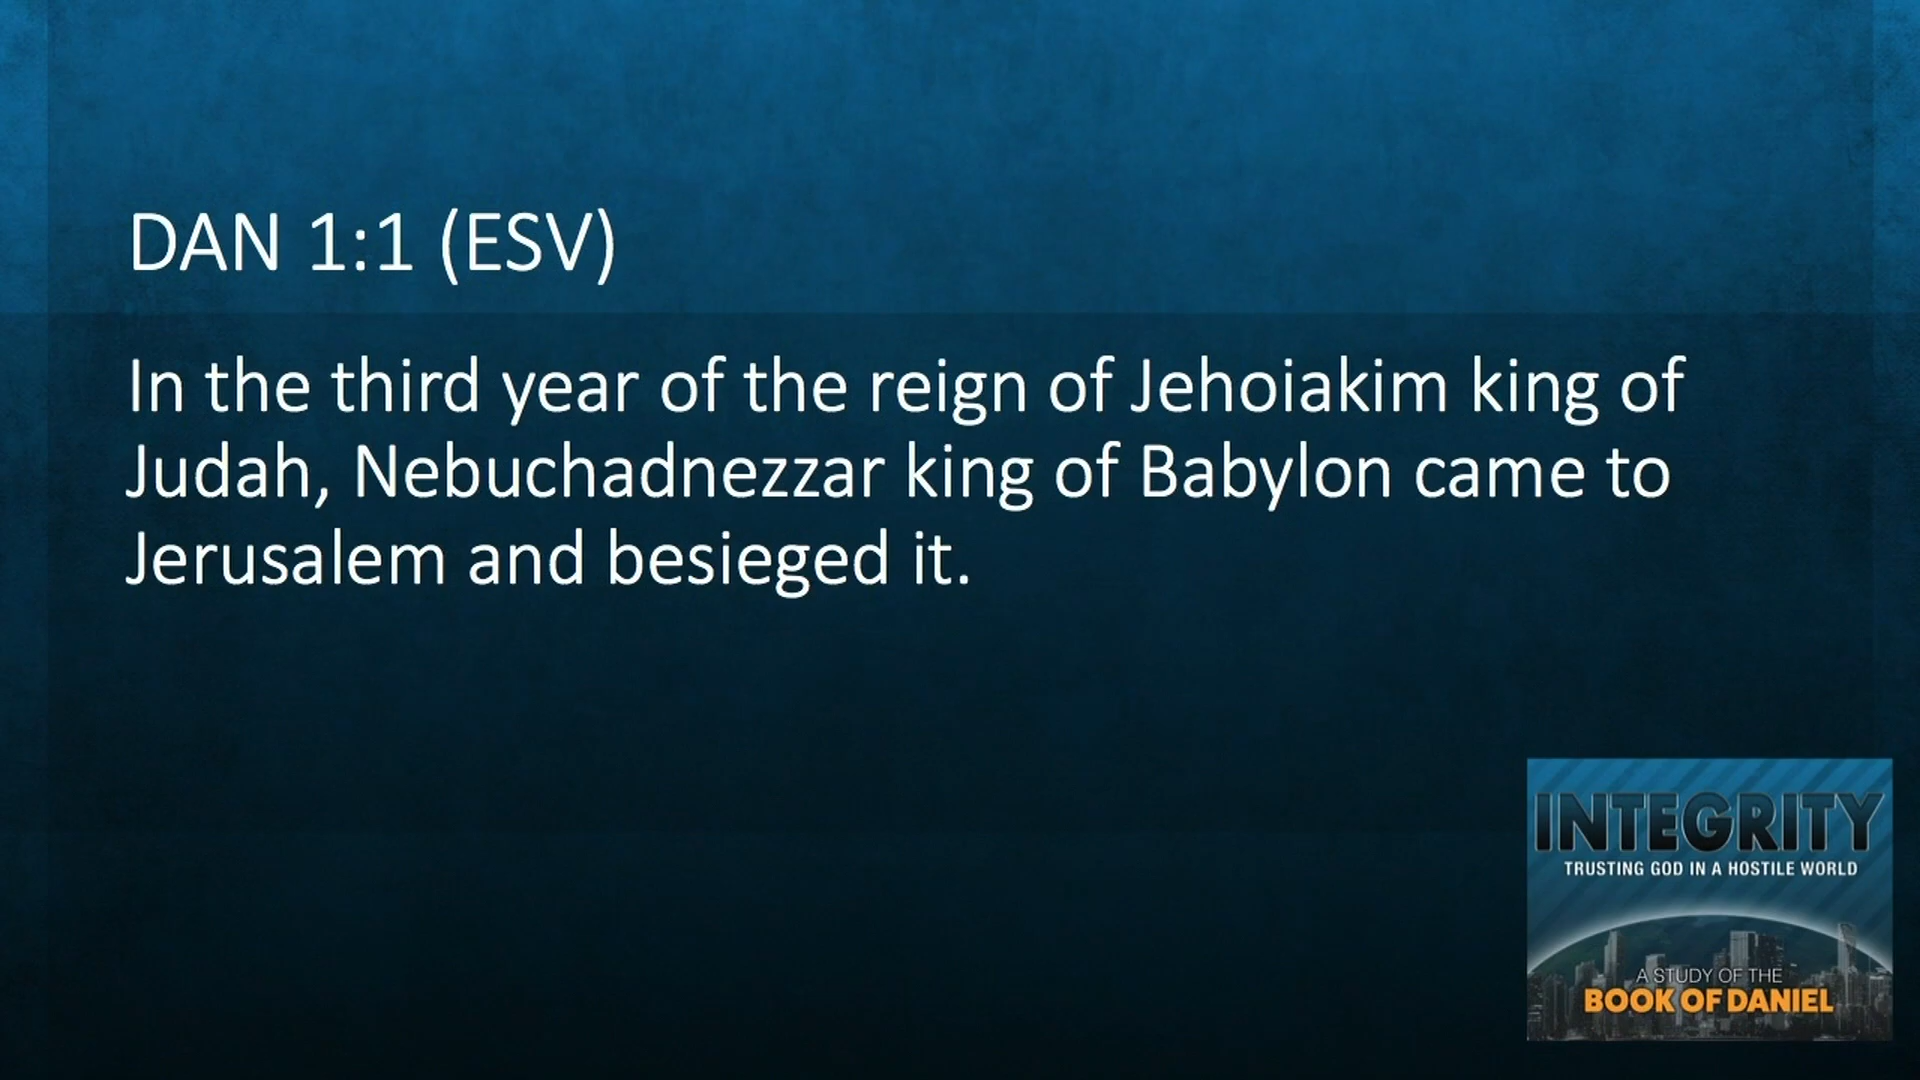 DAN 1:1 (ESV)
In the third year of the reign of Jehoiakim king of
Judah, Nebuchadnezzar king of Babylon came to
Jerusalem and besieged it.
INTEGRITY
TRUSTING GOD IN A HOSTILE WORLD
A STUDY OF THE
BOOK OF DANIEL